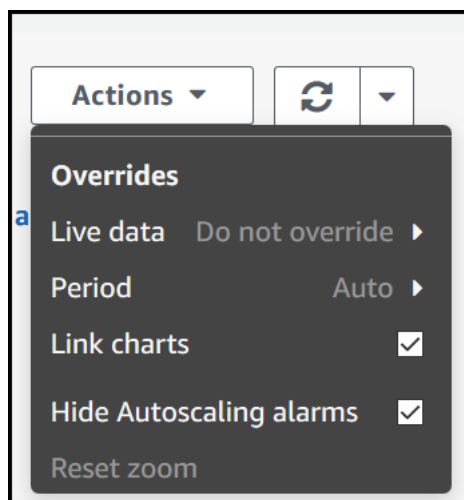 Actions
Overrides
a
Live data Do not override
Period Auto
Link charts
Hide Autoscaling alarms
Reset zoom